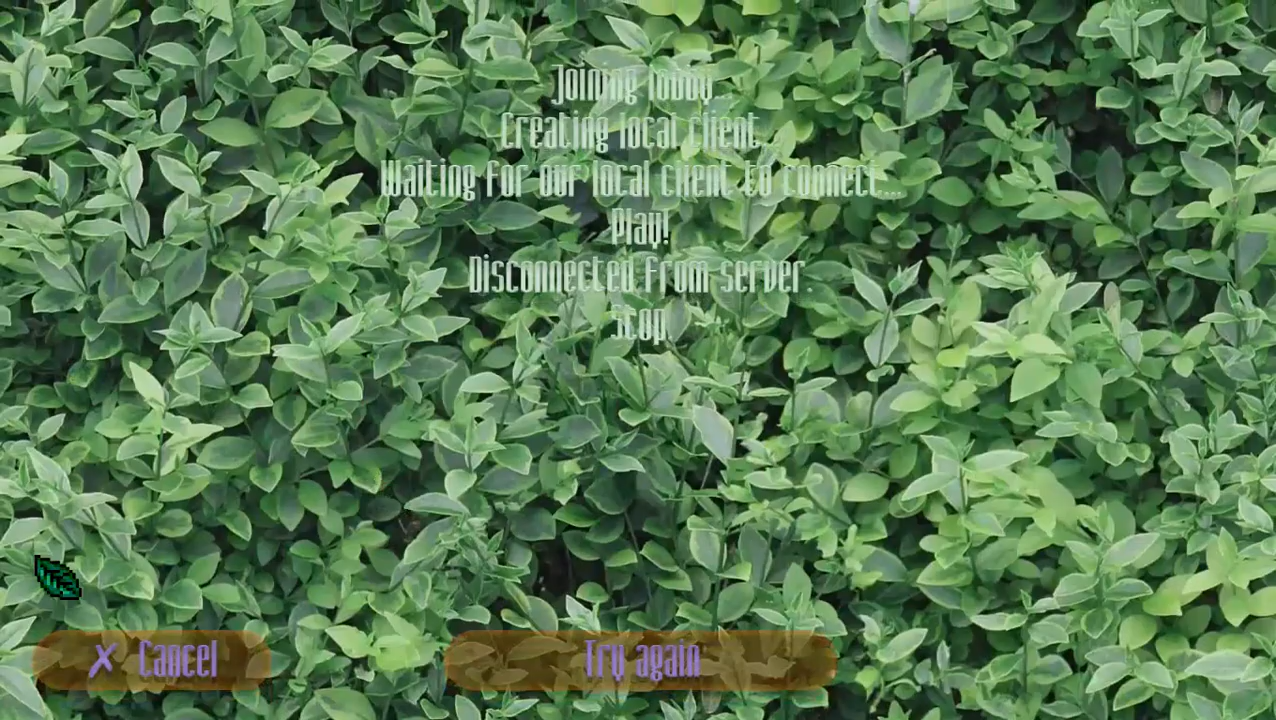 Joining lobby.
Creating local client.
Waiting for our local client to connect...
Play!
Disconnected from server.
Stop.
✗ Cancel
Try again